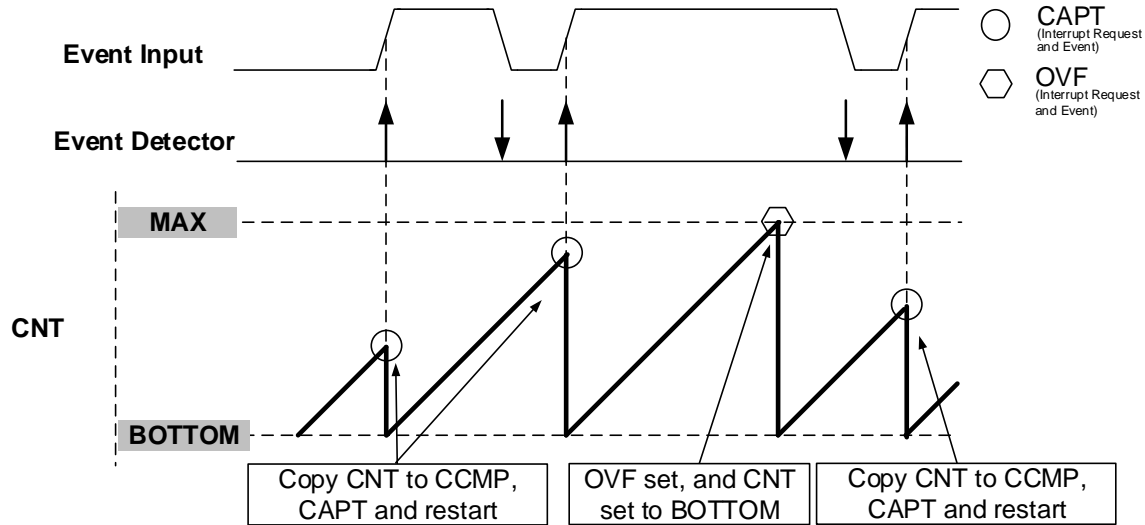 CAPT
(Interrupt Request
and Event)
OVF
(Interrupt Request
and Event)
Event Input
Event Detector
MAX
CNT
BOTTOM
Copy CNT to CCMP,
CAPT and restart
OVF set, and CNT
set to BOTTOM
Copy CNT to CCMP,
CAPT and restart